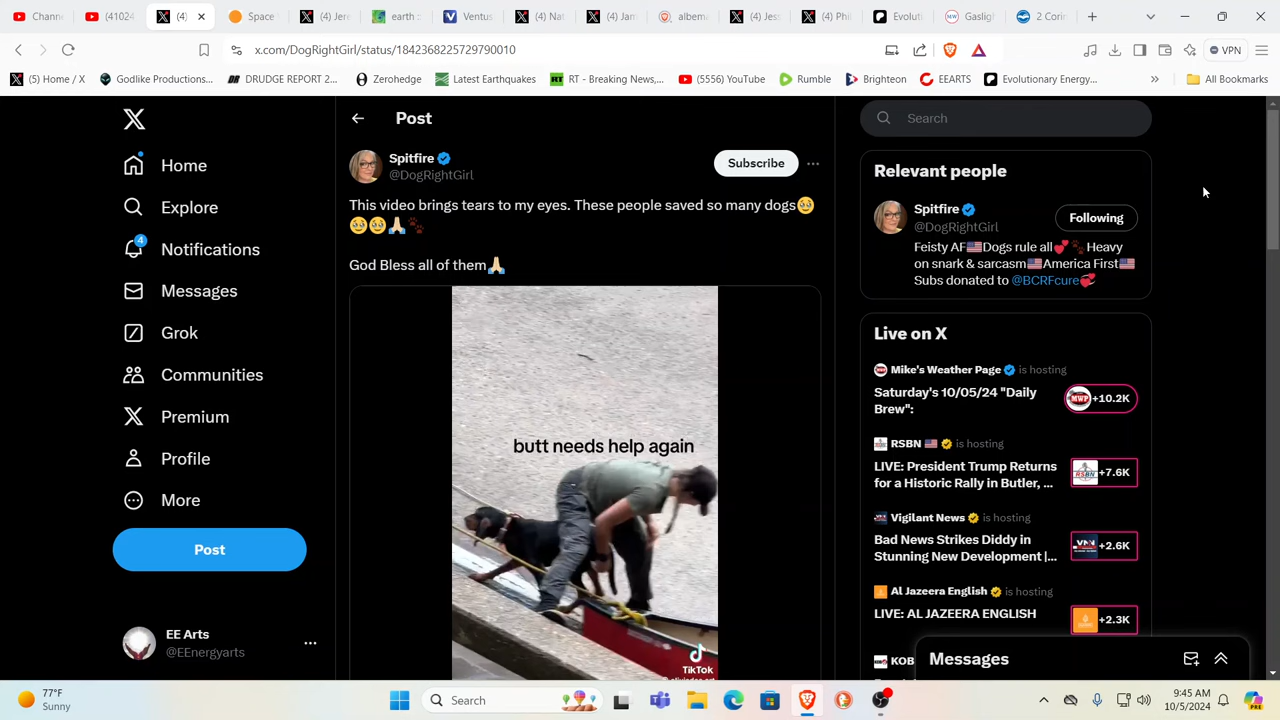 Channe
(41024
(4)
Space
(4) Jer
earth :
Ventus
(4) Nat
(4) Jam
albem
(4) Jes
(4) Phi
Evoluti
Gasligh
2 Corin
x.com/DogRightGirl/status/1842368225729790010
VPN
(5) Home / X
Godlike Productions...
DRUDGE REPORT 2...
Zerohedge
Latest Earthquakes
RT - Breaking News,...
(5556) YouTube
Rumble
Brighteon
EEARTS
Evolutionary Energy...
»
All Bookmarks
Home
Explore
4
Notifications
Messages
Grok
Communities
Premium
Profile
More
Post
EE Arts
@EEnergyarts
Post
Spitfire
@DogRightGirl
Subscribe
This video brings tears to my eyes. These people saved so many dogs🥹
🥹🥹🙏🏻🐾
God Bless all of them🙏🏻
butt needs help again
TikTok
Search
Relevant people
Spitfire
@DogRightGirl
Following
Feisty AF🇺🇸Dogs rule all💕🐾 Heavy
on snark & sarcasm🇺🇸America First🇺🇸
Subs donated to @BCRFcure💞
Live on X
Mike's Weather Page is hosting
Saturday's 10/05/24 "Daily
Brew":
MWP +10.2K
RSBN 🇺🇸 is hosting
LIVE: President Trump Returns
for a Historic Rally in Butler, ...
+7.6K
Vigilant News is hosting
Bad News Strikes Diddy in
Stunning New Development |...
+2.6K
Al Jazeera English is hosting
LIVE: AL JAZEERA ENGLISH
+2.3K
KOB
Messages
77°F
Sunny
Search
9:45 AM
10/5/2024